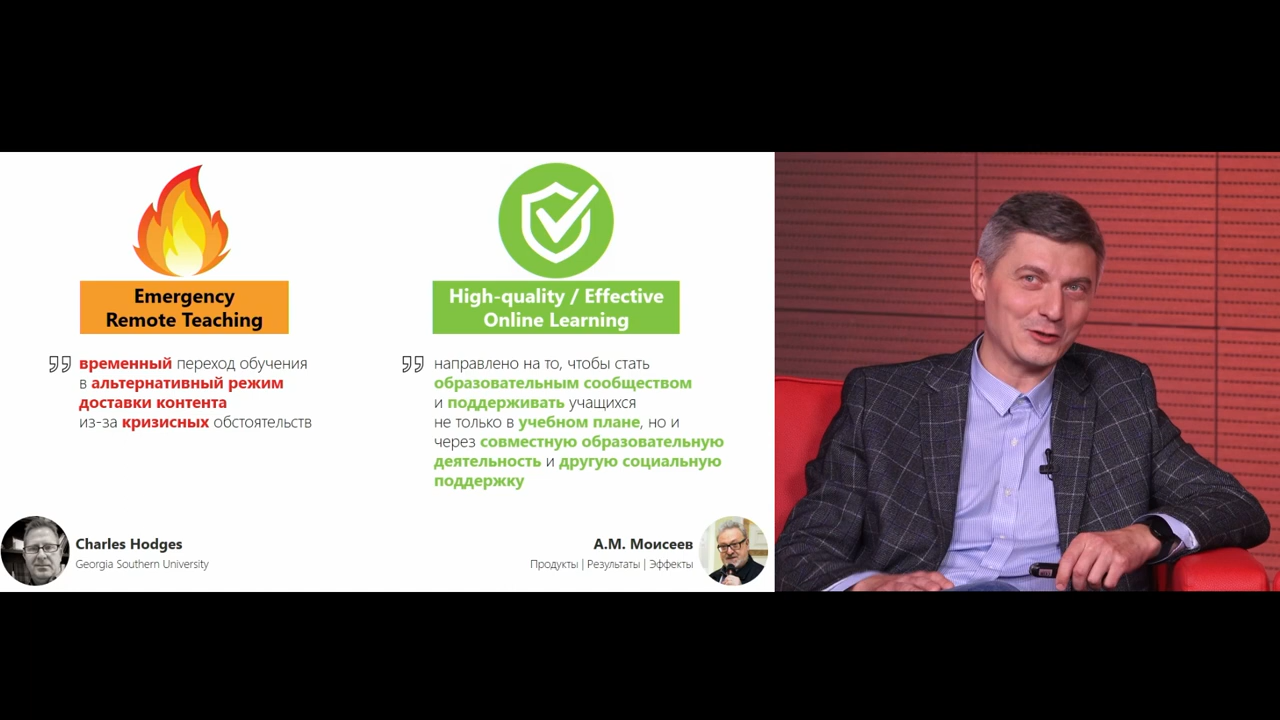 Emergency
Remote Teaching
временный переход обучения
в альтернативный режим
доставки контента
из-за кризисных обстоятельств
Charles Hodges
Georgia Southern University
High-quality / Effective
Online Learning
направлено на то, чтобы стать
образовательным сообществом
и поддерживать учащихся
не только в учебном плане, но и
через совместную образовательную
деятельность и другую социальную
поддержку
А.М. Моисеев
Продукты | Результаты | Эффекты